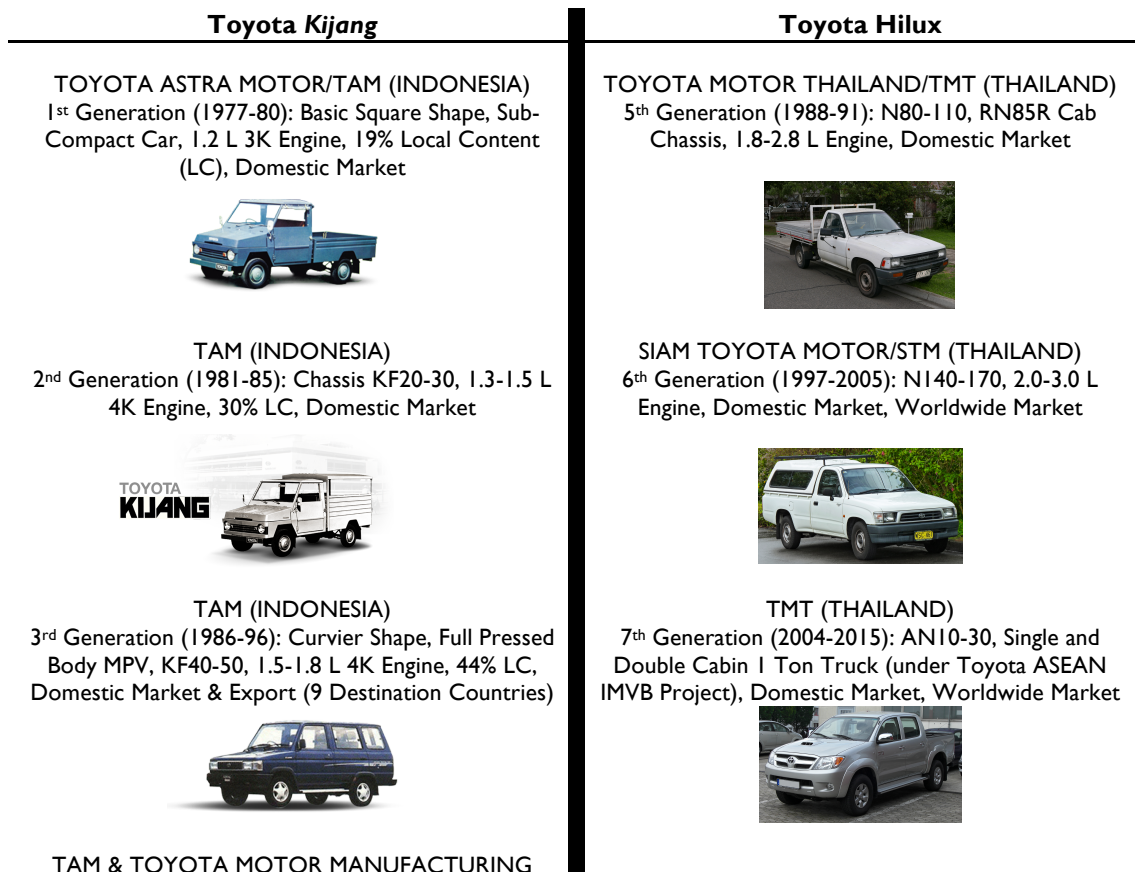 Toyota Kijang
TOYOTA ASTRA MOTOR/TAM (INDONESIA)
1st Generation (1977-80): Basic Square Shape, Sub-
Compact Car, 1.2 L 3K Engine, 19% Local Content
(LC), Domestic Market
TAM (INDONESIA)
2nd Generation (1981-85): Chassis KF20-30, 1.3-1.5 L
4K Engine, 30% LC, Domestic Market
TOYOTA
KIJANG
TAM (INDONESIA)
3rd Generation (1986-96): Curvier Shape, Full Pressed
Body MPV, KF40-50, 1.5-1.8 L 4K Engine, 44% LC,
Domestic Market & Export (9 Destination Countries)
TAM & TOYOTA MOTOR MANUFACTURING
Toyota Hilux
TOYOTA MOTOR THAILAND/TMT (THAILAND)
5th Generation (1988-91): N80-110, RN85R Cab
Chassis, 1.8-2.8 L Engine, Domestic Market
SIAM TOYOTA MOTOR/STM (THAILAND)
6th Generation (1997-2005): N140-170, 2.0-3.0 L
Engine, Domestic Market, Worldwide Market
TMT (THAILAND)
7th Generation (2004-2015): AN10-30, Single and
Double Cabin 1 Ton Truck (under Toyota ASEAN
IMVB Project), Domestic Market, Worldwide Market